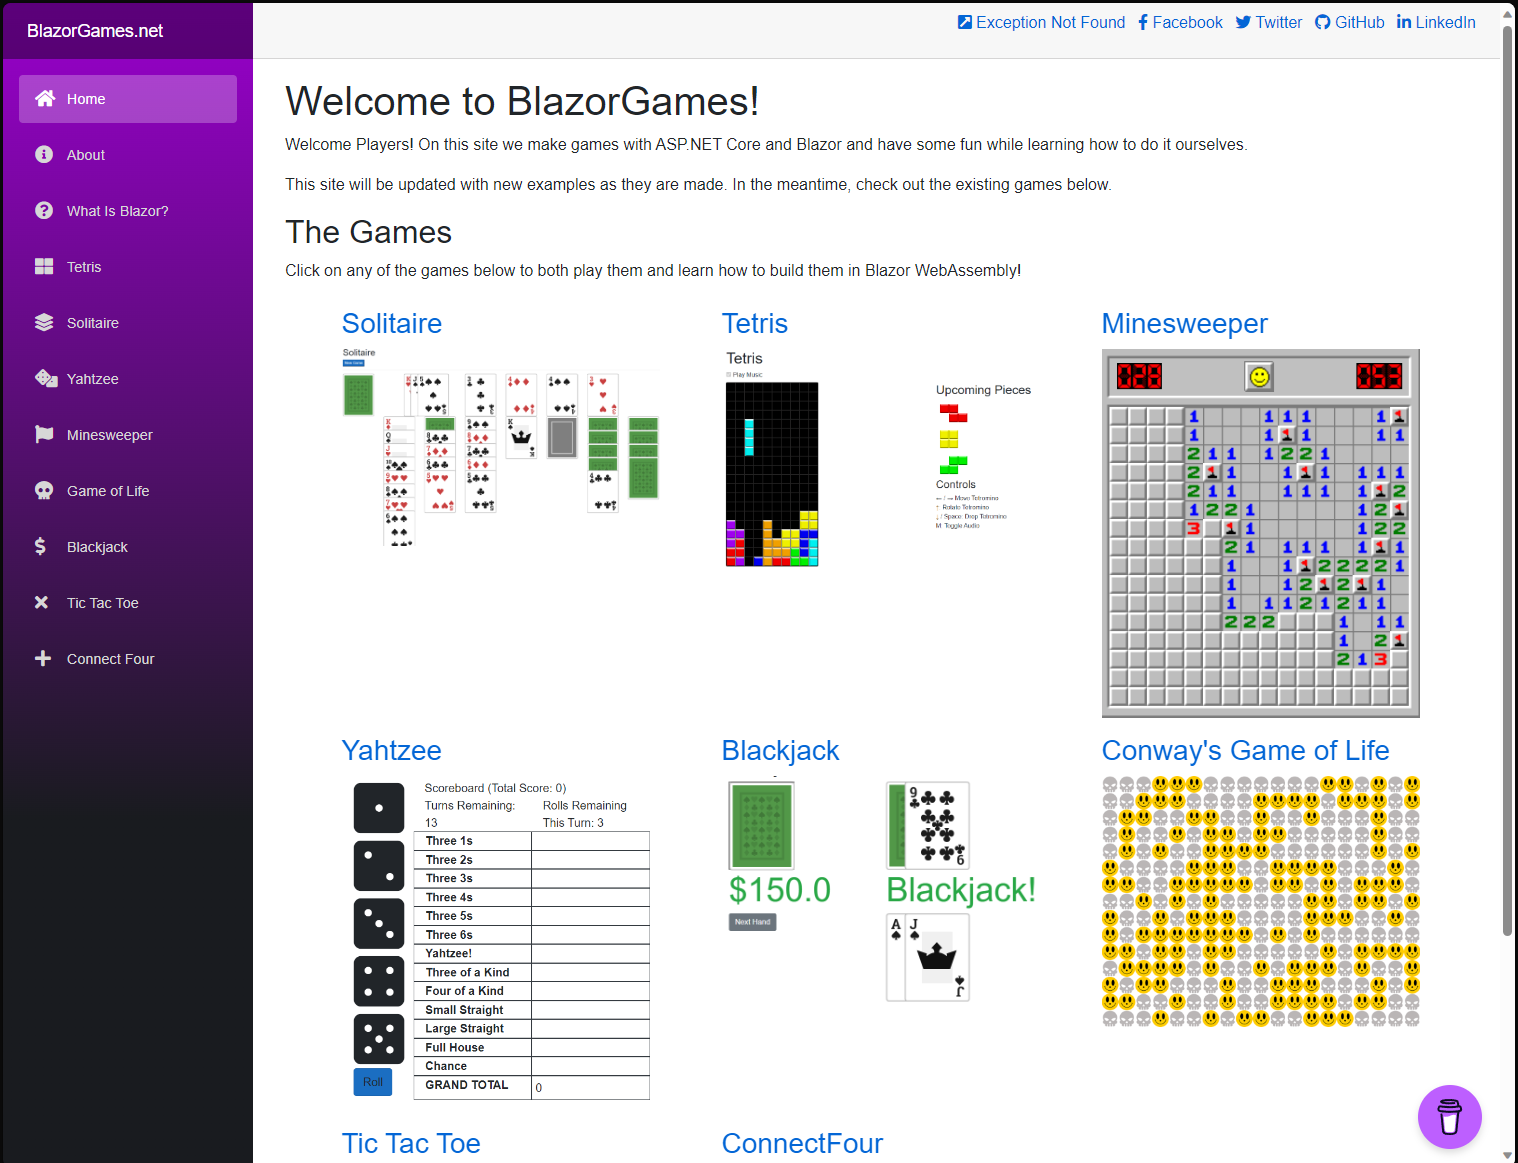 BlazorGames.net
Exception Not Found Facebook Twitter GitHub LinkedIn
Home
About
What Is Blazor?
Tetris
Solitaire
Yahtzee
Minesweeper
Game of Life
Blackjack
Tic Tac Toe
Connect Four
Welcome to BlazorGames!
Welcome Players! On this site we make games with ASP.NET Core and Blazor and have some fun while learning how to do it ourselves.
This site will be updated with new examples as they are made. In the meantime, check out the existing games below.
The Games
Click on any of the games below to both play them and learn how to build them in Blazor WebAssembly!
Solitaire
Solitaire
Tetris
Tetris
Play Music
Upcoming Pieces
Controls
← / → Move Tetromino
↑ Rotate Tetromino
↓ / Space: Drop Tetromino
M Toggle Audio
Minesweeper
028 053
Yahtzee
Scoreboard (Total Score: 0)
Turns Remaining: Rolls Remaining
13 This Turn: 3
Three 1s
Three 2s
Three 3s
Three 4s
Three 5s
Three 6s
Yahtzee!
Three of a Kind
Four of a Kind
Small Straight
Large Straight
Full House
Chance
GRAND TOTAL 0
Roll
Blackjack
9
9
$150.0 Blackjack!
Next Hand
A J
J
Conway's Game of Life
Tic Tac Toe
ConnectFour